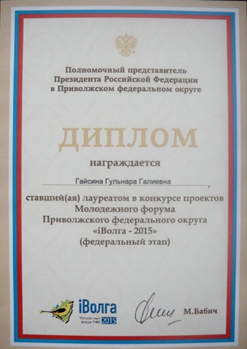 Полномочный представитель
Президента Российской Федерации
в Приволжском федеральном округе
ДИПЛОМ
награждается
Гайсина Гульнара Галиевна
ставший(ая) лауреатом в конкурсе проектов
Молодежного форума
Приволжского федерального округа
«iВолга - 2015»
(федеральный этап)
iВолга
2015
М.Бабич